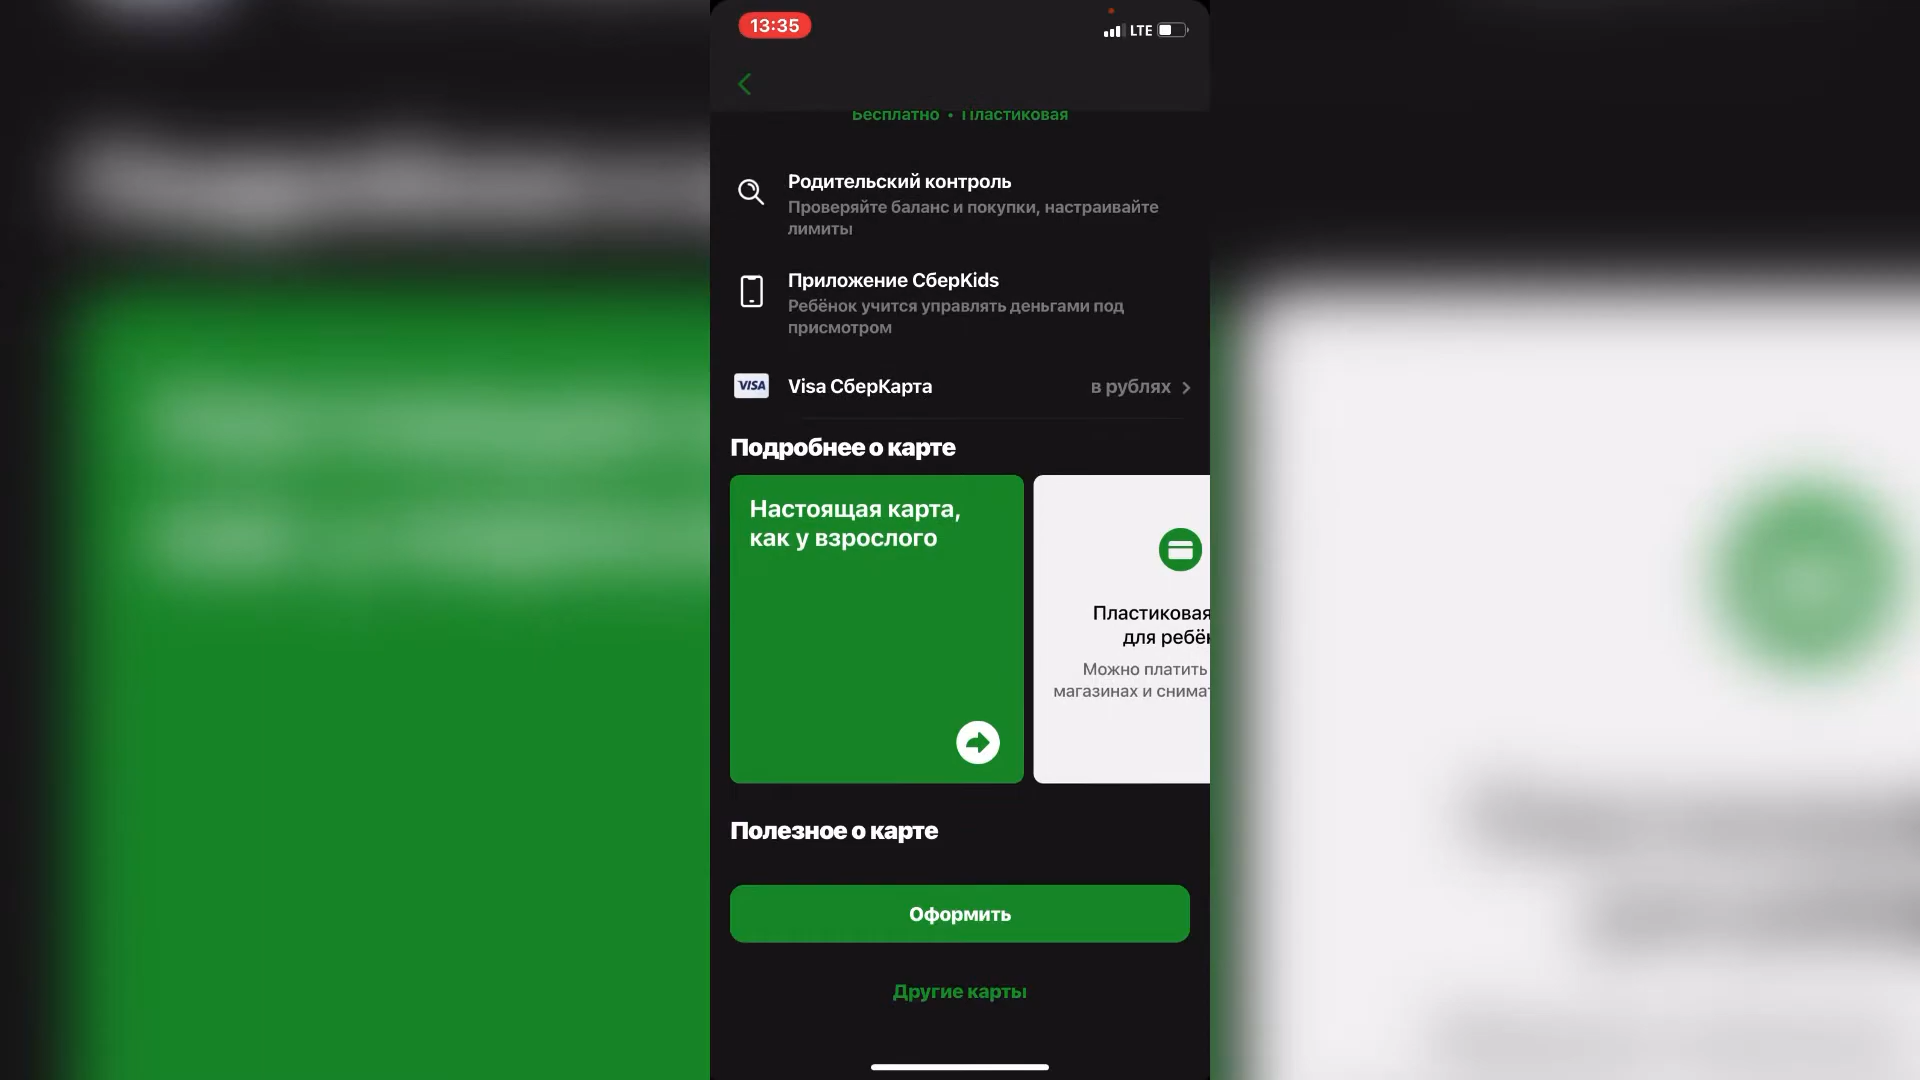 13:35
LTE
Бесплатно • Пластиковая
Родительский контроль
Проверяйте баланс и покупки, настраивайте
лимиты
Приложение СберKids
Ребёнок учится управлять деньгами под
присмотром
VISA
Visa СберКарта
в рублях
Подробнее о карте
Настоящая карта,
как у взрослого
Пластиковая
для ребён
Можно платить
магазинах и снимат
Полезное о карте
Оформить
Другие карты